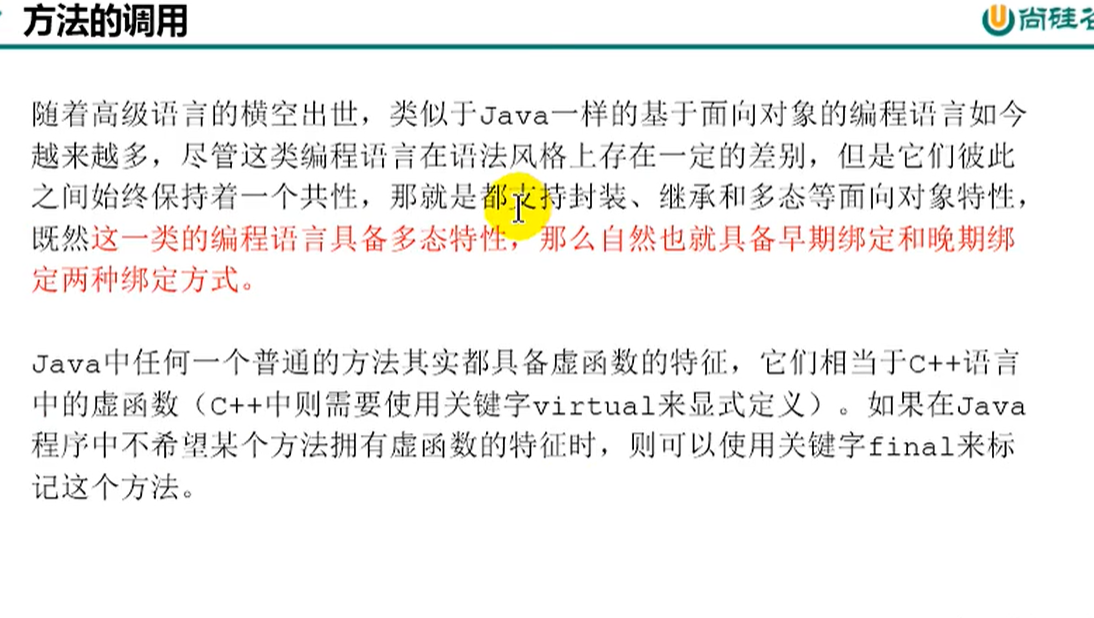 方法的调用
尚硅谷
随着高级语言的横空出世，类似于Java一样的基于面向对象的编程语言如今
越来越多，尽管这类编程语言在语法风格上存在一定的差别，但是它们彼此
之间始终保持着一个共性，那就是都支持封装、继承和多态等面向对象特性，
既然这一类的编程语言具备多态特性，那么自然也就具备早期绑定和晚期绑
定两种绑定方式。
Java中任何一个普通的方法其实都具备虚函数的特征，它们相当于C++语言
中的虚函数（C++中则需要使用关键字virtual来显式定义）。如果在Java
程序中不希望某个方法拥有虚函数的特征时，则可以使用关键字final来标
记这个方法。